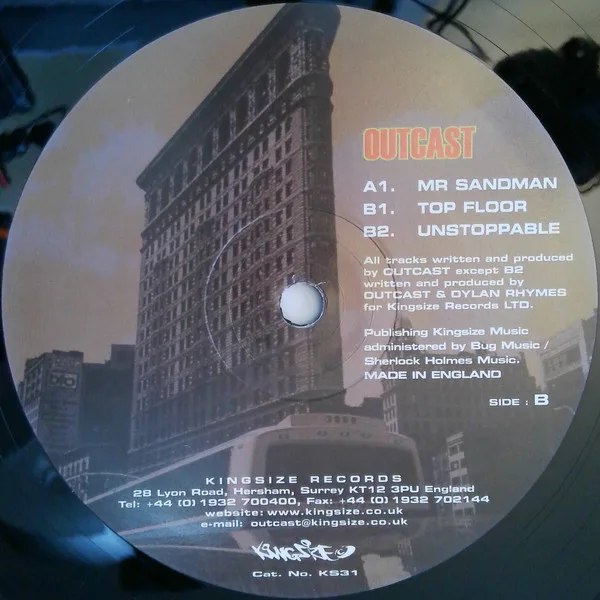 OUTCAST
A1. MR SANDMAN
B1. TOP FLOOR
B2. UNSTOPPABLE
All tracks written and produced
by OUTCAST except B2
written and produced by
OUTCAST & DYLAN RHYMES
for Kingsize Records LTD.
Publishing Kingsize Music
administered by Bug Music /
Sherlock Holmes Music.
MADE IN ENGLAND
SIDE : B
KINGSIZE RECORDS
28 Lyon Road, Hersham, Surrey KT12 3PU England
Tel: +44 (0) 1932 700400, Fax: +44 (0) 1932 702144
website: www.kingsize.co.uk
e-mail: outcast@kingsize.co.uk
KINGSIZE
Cat. No. KS31